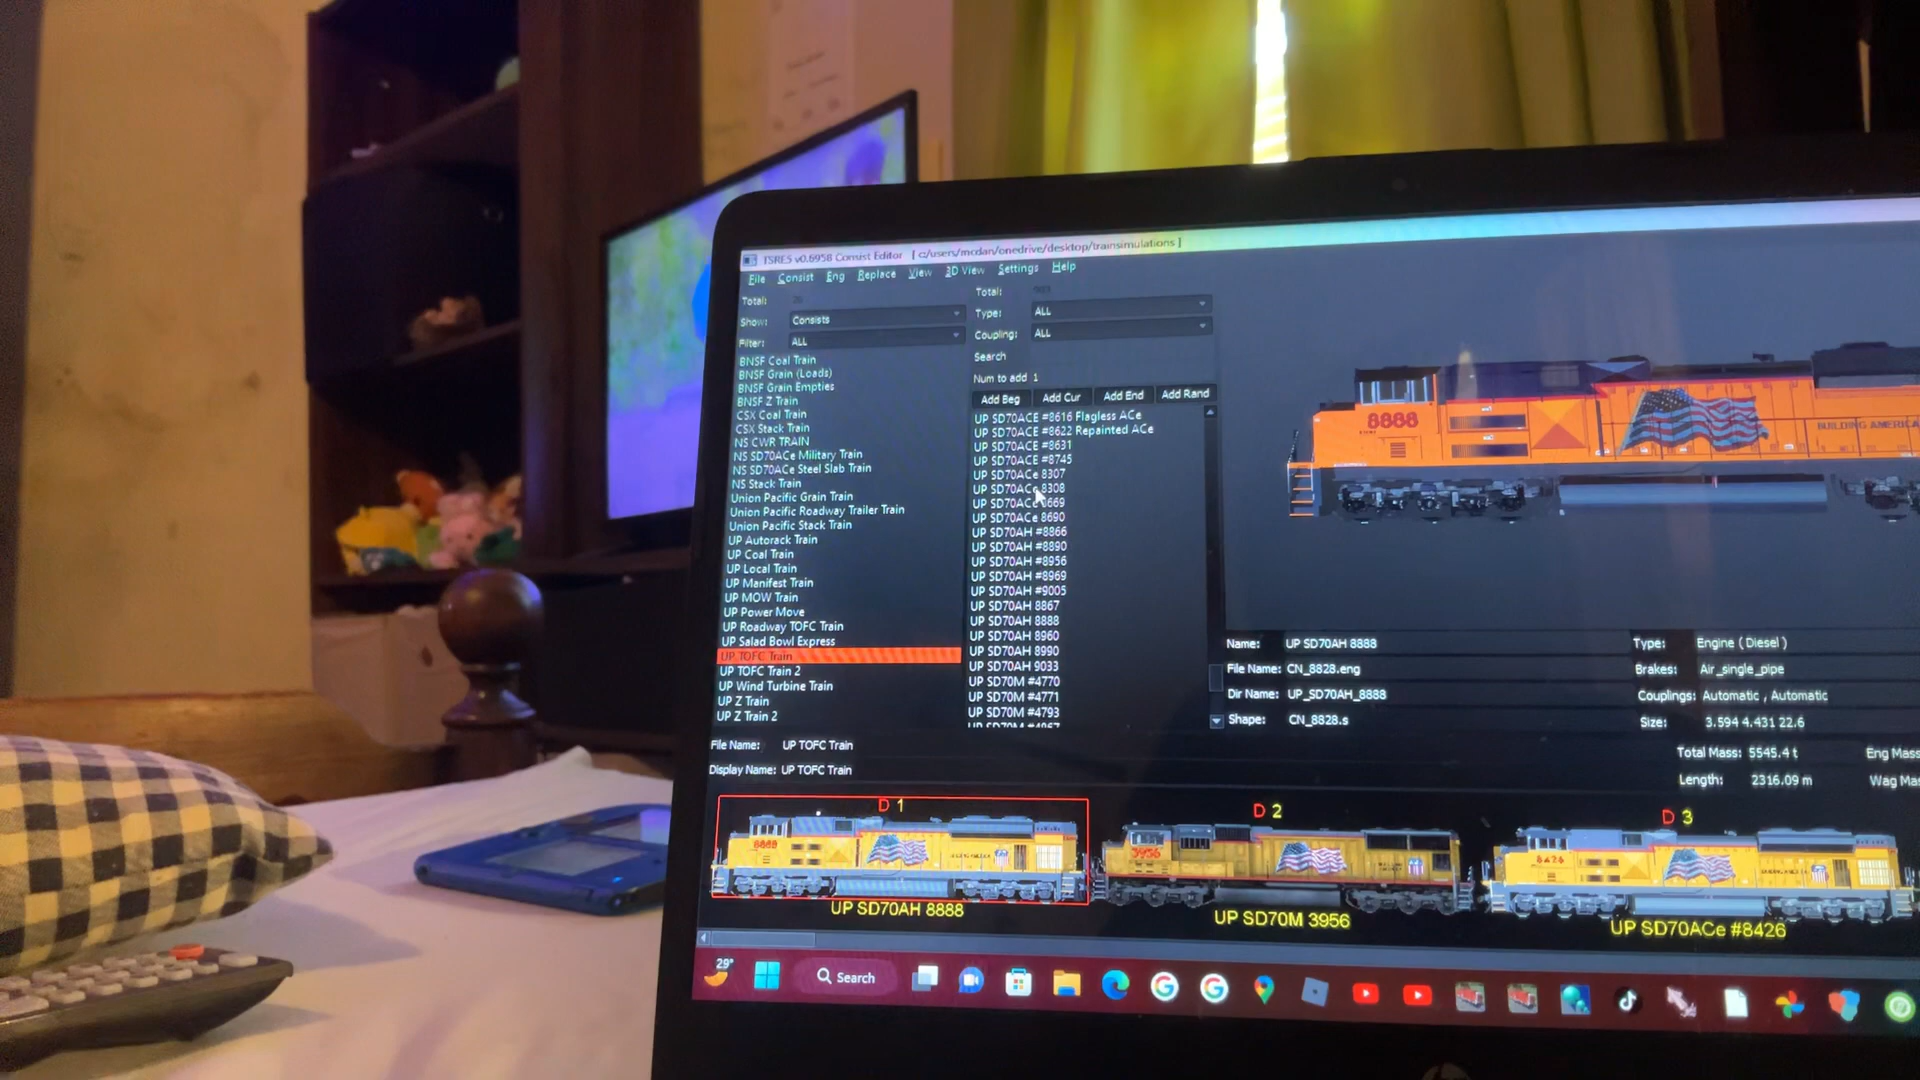 TSRE5 v0.6958 Consist Editor [ c:/users/mcdan/onedrive/desktop/trainsimulations ]
File Consist Eng Replace View 3D View Settings Help
Total:
Show: Consists
Filter: ALL
BNSF Coal Train
BNSF Grain (Loads)
BNSF Grain Empties
BNSF Z Train
CSX Coal Train
CSX Stack Train
NS CWR TRAIN
NS SD70ACe Military Train
NS SD70ACe Steel Slab Train
NS Stack Train
Union Pacific Grain Train
Union Pacific Roadway Trailer Train
Union Pacific Stack Train
UP Autorack Train
UP Coal Train
UP Local Train
UP Manifest Train
UP MOW Train
UP Power Move
UP Roadway TOFC Train
UP Salad Bowl Express
UP TOFC Train
UP TOFC Train 2
UP Wind Turbine Train
UP Z Train
UP Z Train 2
File Name: UP TOFC Train
Display Name: UP TOFC Train
Total:
Type: ALL
Coupling: ALL
Search
Num to add 1
Add Beg Add Cur Add End Add Rand
UP SD70ACE #8616 Flagless ACe
UP SD70ACE #8622 Repainted ACe
UP SD70ACE #8631
UP SD70ACE #8745
UP SD70ACe 8307
UP SD70ACe 8308
UP SD70ACe 8669
UP SD70ACe 8690
UP SD70AH #8866
UP SD70AH #8890
UP SD70AH #8956
UP SD70AH #8969
UP SD70AH #9005
UP SD70AH 8867
UP SD70AH 8888
UP SD70AH 8960
UP SD70AH 8990
UP SD70AH 9033
UP SD70M #4770
UP SD70M #4771
UP SD70M #4793
8888
BUILDING AMERICA
Name: UP SD70AH 8888
File Name: CN_8828.eng
Dir Name: UP_SD70AH_8888
Shape: CN_8828.s
Type: Engine ( Diesel )
Brakes: Air_single_pipe
Couplings: Automatic , Automatic
Size: 3.594 4.431 22.6
Total Mass: 5545.4 t Eng Mass
Length: 2316.09 m Wag Mas
D 1
D 2
D 3
8888
3956
8426
UP SD70AH 8888
UP SD70M 3956
UP SD70ACe #8426
29°
Search